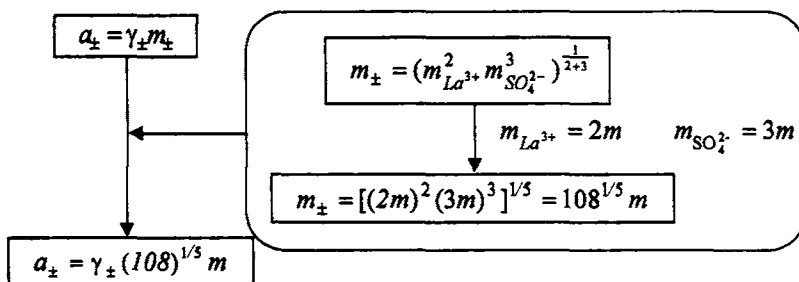 a± = γ±m±
m± = (m²La³⁺ m³SO₄²⁻)^(1/(2+3))
mLa³⁺ = 2m    mSO₄²⁻ = 3m
m± = [(2m)²(3m)³]^(1/5) = 108^(1/5) m
a± = γ±(108)^(1/5) m